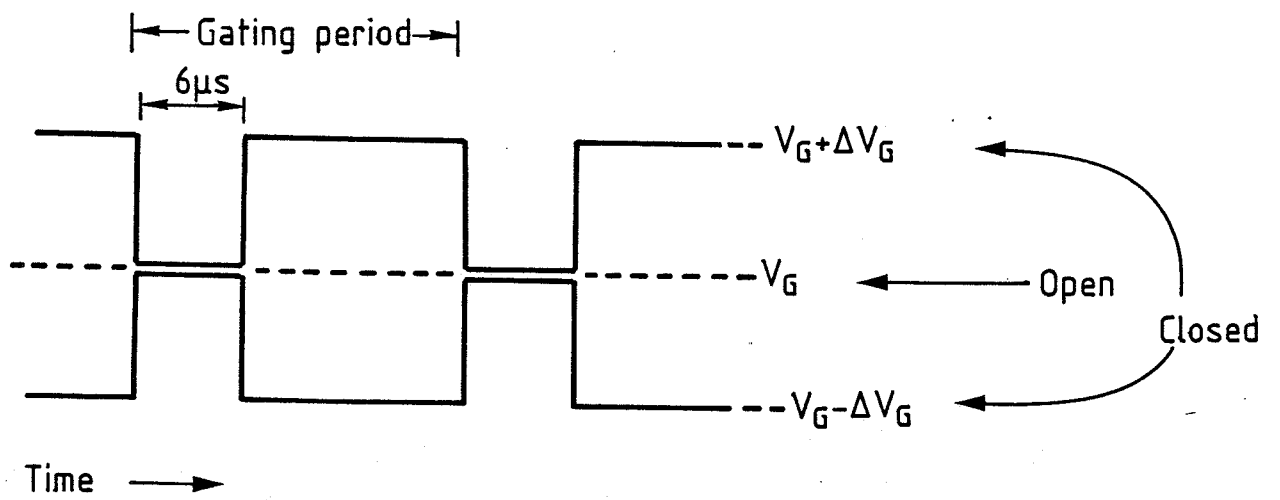 Gating period
6μs
V_G+ΔV_G
V_G
Open
Closed
V_G-ΔV_G
Time